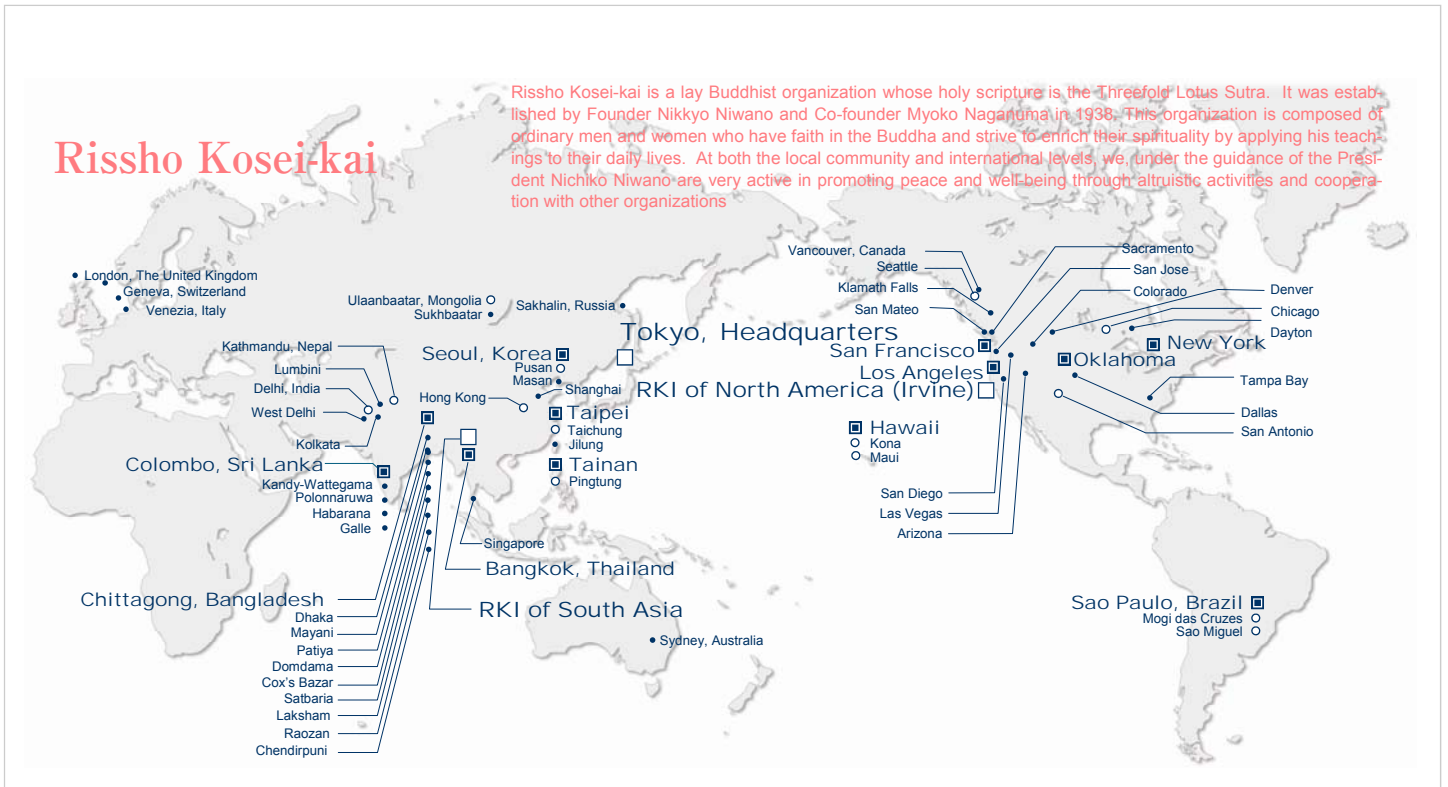 Rissho Kosei-kai is a lay Buddhist organization whose holy scripture is the Threefold Lotus Sutra. It was estab-
lished by Founder Nikkyo Niwano and Co-founder Myoko Naganuma in 1938. This organization is composed of
ordinary men and women who have faith in the Buddha and strive to enrich their spirituality by applying his teach-
ings to their daily lives. At both the local community and international levels, we, under the guidance of the Presi-
dent Nichiko Niwano are very active in promoting peace and well-being through altruistic activities and coopera-
tion with other organizations
Rissho Kosei-kai
London, The United Kingdom
Geneva, Switzerland
Venezia, Italy
Ulaanbaatar, Mongolia
Sukhbaatar
Sakhalin, Russia
Tokyo, Headquarters
Seoul, Korea
Pusan
Masan
Shanghai
Hong Kong
Kathmandu, Nepal
Lumbini
Delhi, India
West Delhi
Kolkata
Colombo, Sri Lanka
Kandy-Wattegama
Polonnaruwa
Habarana
Galle
Taipei
Taichung
Jilung
Tainan
Pingtung
Singapore
Bangkok, Thailand
RKI of South Asia
Chittagong, Bangladesh
Dhaka
Mayani
Patiya
Domdama
Cox's Bazar
Satbaria
Laksham
Raozan
Chendirpuni
Sydney, Australia
Vancouver, Canada
Seattle
Klamath Falls
San Mateo
San Francisco
Los Angeles
RKI of North America (Irvine)
Hawaii
Kona
Maui
San Diego
Las Vegas
Arizona
Sacramento
San Jose
Colorado
Denver
Chicago
Dayton
New York
Oklahoma
Tampa Bay
Dallas
San Antonio
Sao Paulo, Brazil
Mogi das Cruzes
Sao Miguel